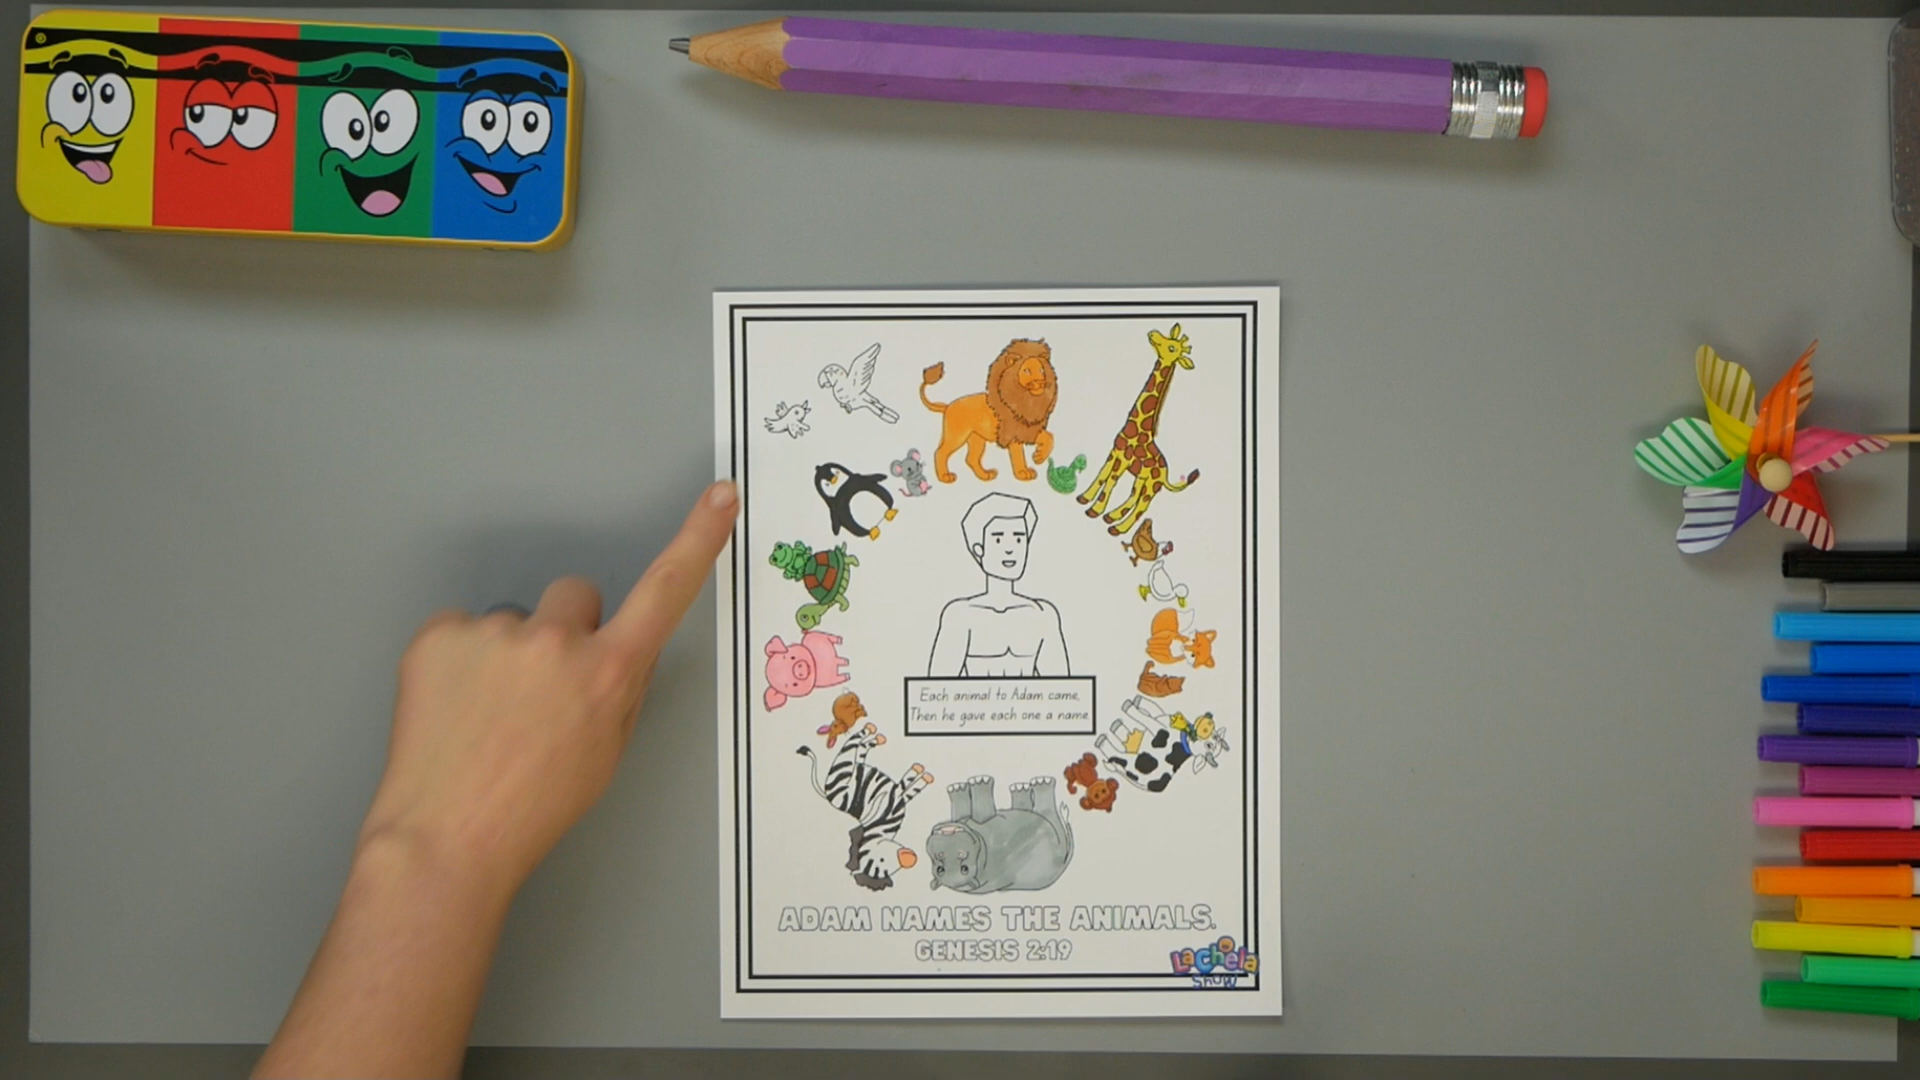 Each animal to Adam came,
Then he gave each one a name.
ADAM NAMES THE ANIMALS.
GENESIS 2:19
LaChela
Show